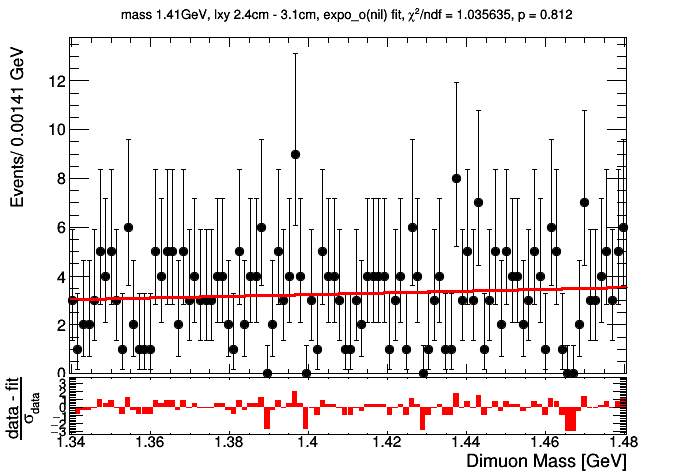 mass 1.41GeV, lxy 2.4cm - 3.1cm, expo_o(nil) fit, χ²/ndf = 1.035635, p = 0.812
Events/ 0.00141 GeV
12
10
8
6
4
2
0
data - fit
σdata
3
2
1
0
−1
−2
−3
1.34 1.36 1.38 1.4 1.42 1.44 1.46 1.48
Dimuon Mass [GeV]